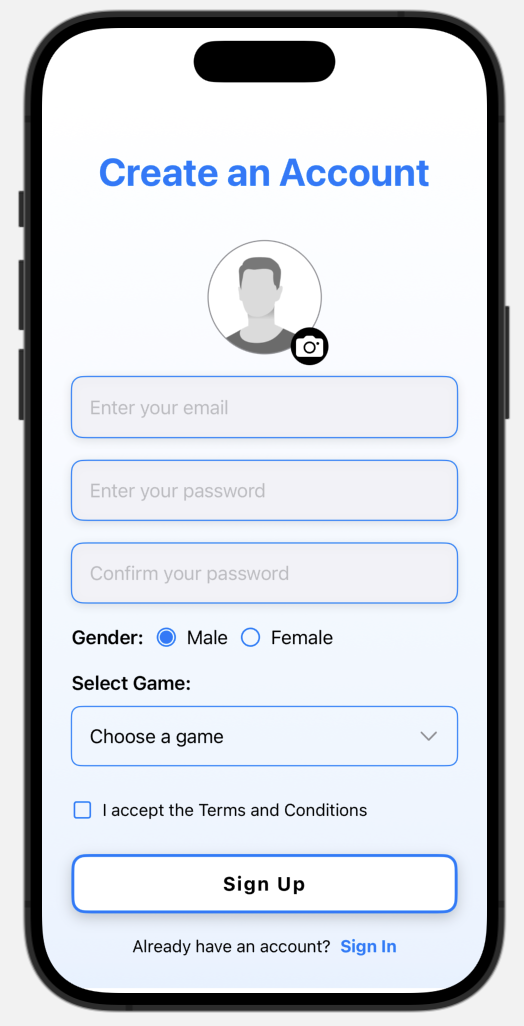 Create an Account
Enter your email
Enter your password
Confirm your password
Gender: Male Female
Select Game:
Choose a game
I accept the Terms and Conditions
Sign Up
Already have an account? Sign In